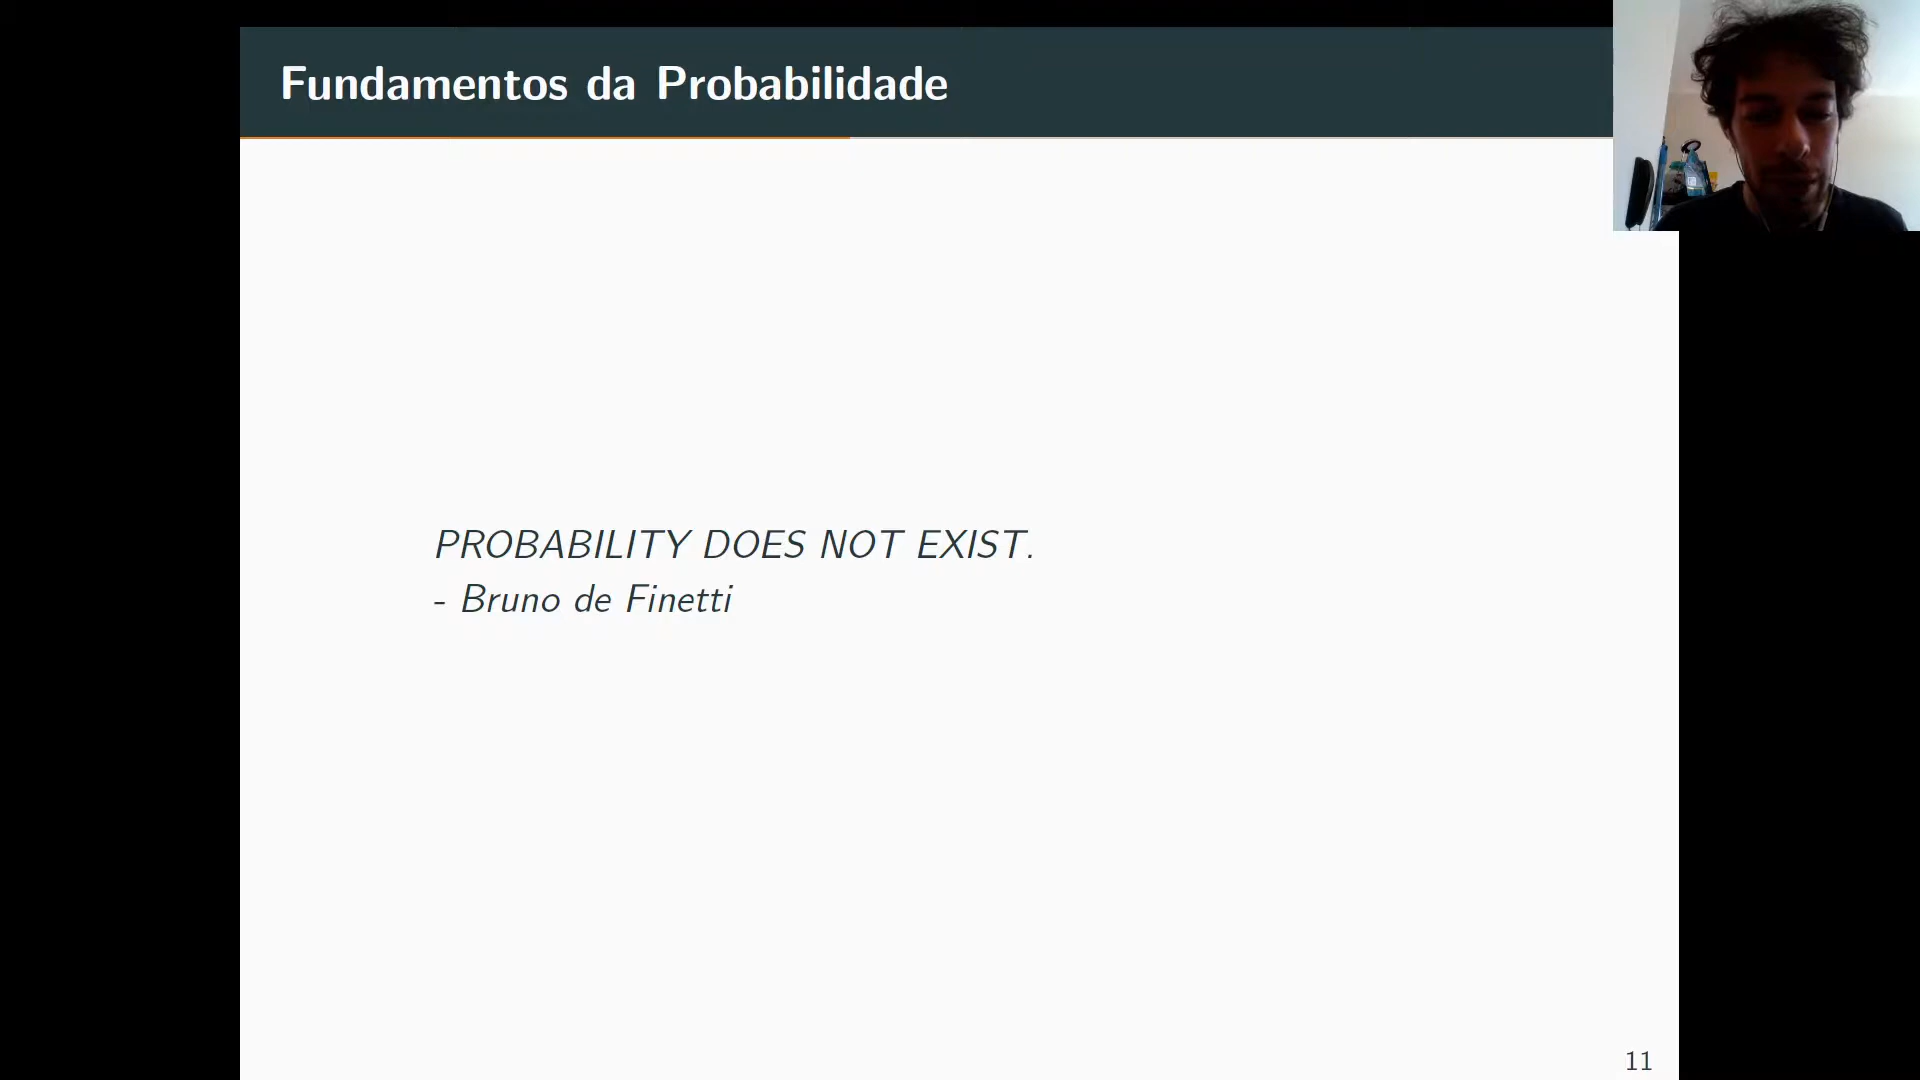 Fundamentos da Probabilidade
PROBABILITY DOES NOT EXIST.
- Bruno de Finetti
11